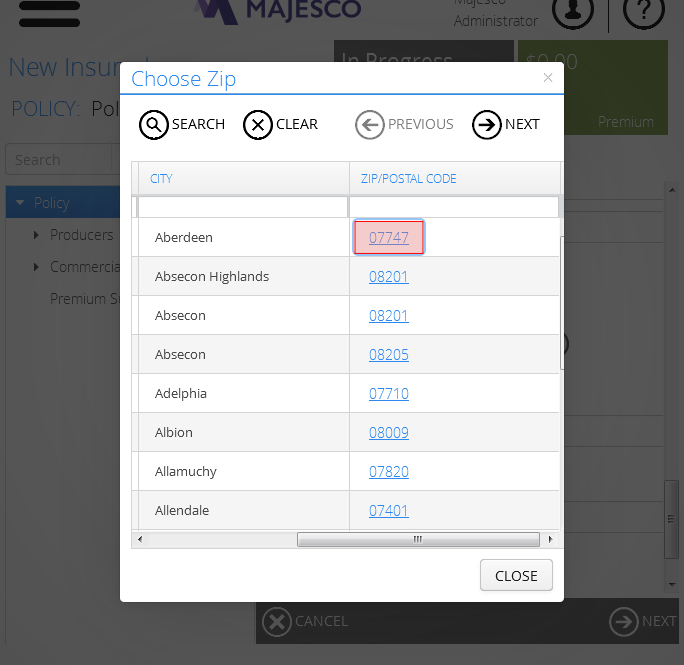 MAJESCO
Majesco
Administrator
?
New Insu
In Progress
$0.00
Premium
POLICY: Pol
Search
Policy
Producers
Commercia
Premium Su
Choose Zip
×
SEARCH CLEAR PREVIOUS NEXT
CITY ZIP/POSTAL CODE
Aberdeen 07747
Absecon Highlands 08201
Absecon 08201
Absecon 08205
Adelphia 07710
Albion 08009
Allamuchy 07820
Allendale 07401
CLOSE
CANCEL NEXT